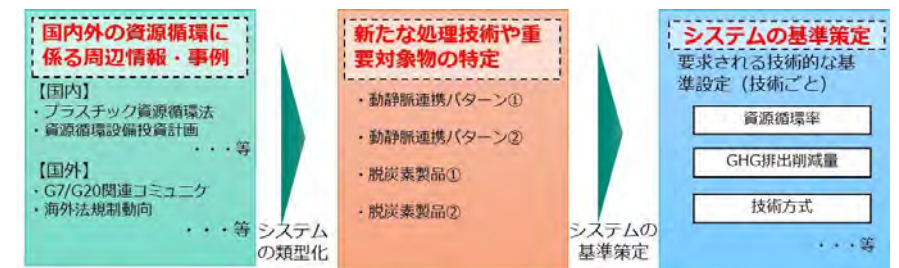 国内外の資源循環に
係る周辺情報・事例
【国内】
・プラスチック資源循環法
・資源循環設備投資計画
・・・等
【国外】
・G7/G20関連コミュニケ
・海外法規制動向
・・・等
システム
の類型化
新たな処理技術や重
要対象物の特定
・動静脈連携パターン①
・動静脈連携パターン②
・脱炭素製品①
・脱炭素製品②
システムの
基準策定
システムの基準策定
要求される技術的な基
準設定（技術ごと）
資源循環率
GHG排出削減量
技術方式
・・・等